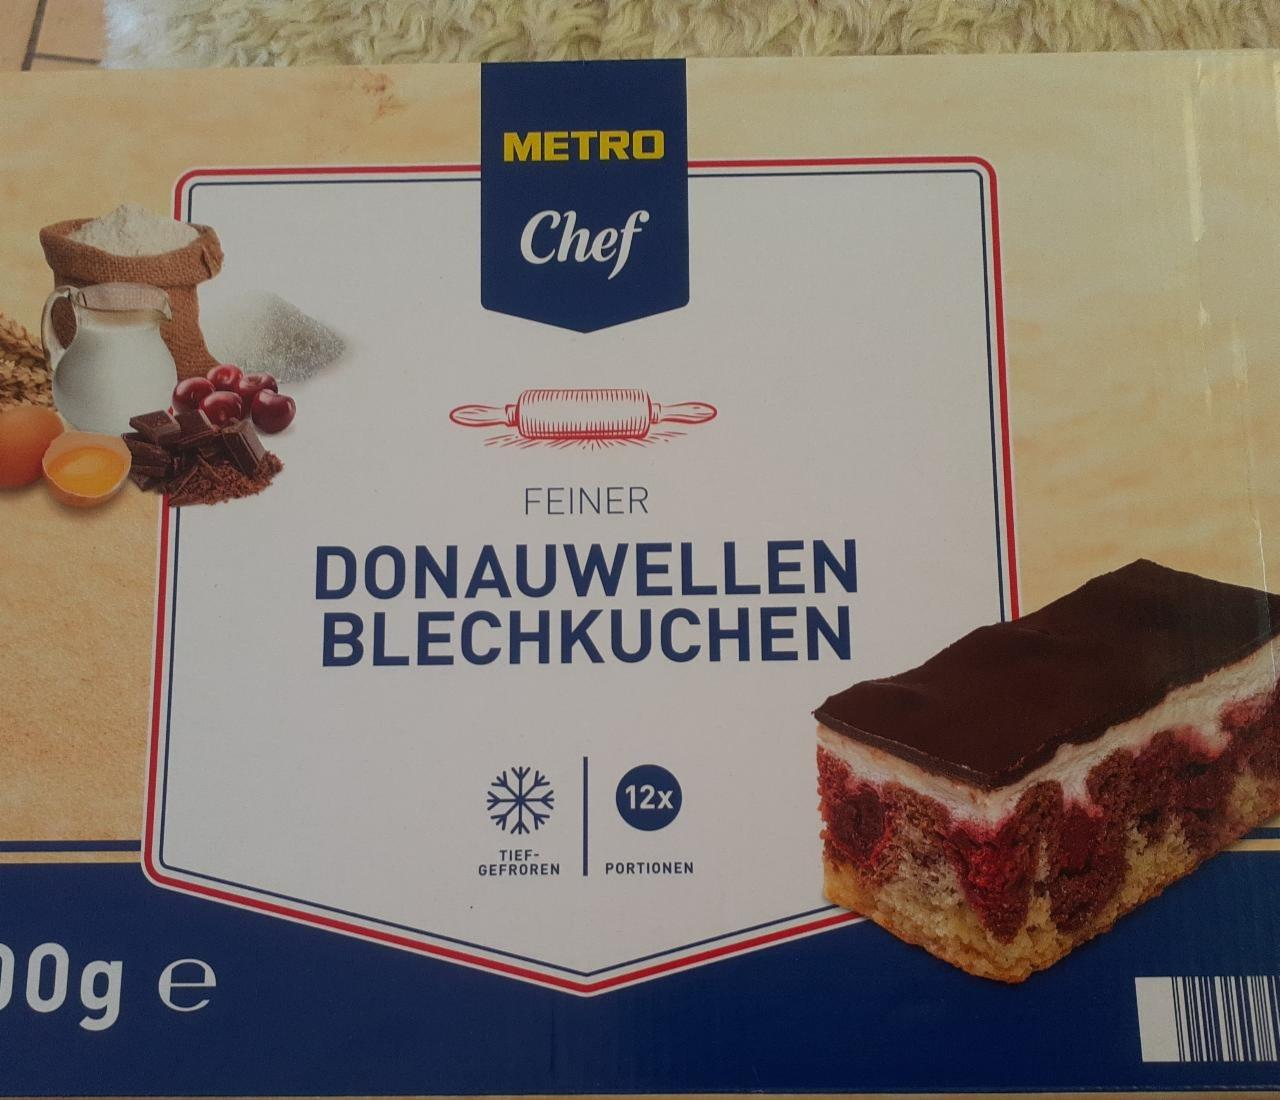 METRO
Chef
FEINER
DONAUWELLEN
BLECHKUCHEN
12x
TIEF-
GEFROREN
PORTIONEN
00g e